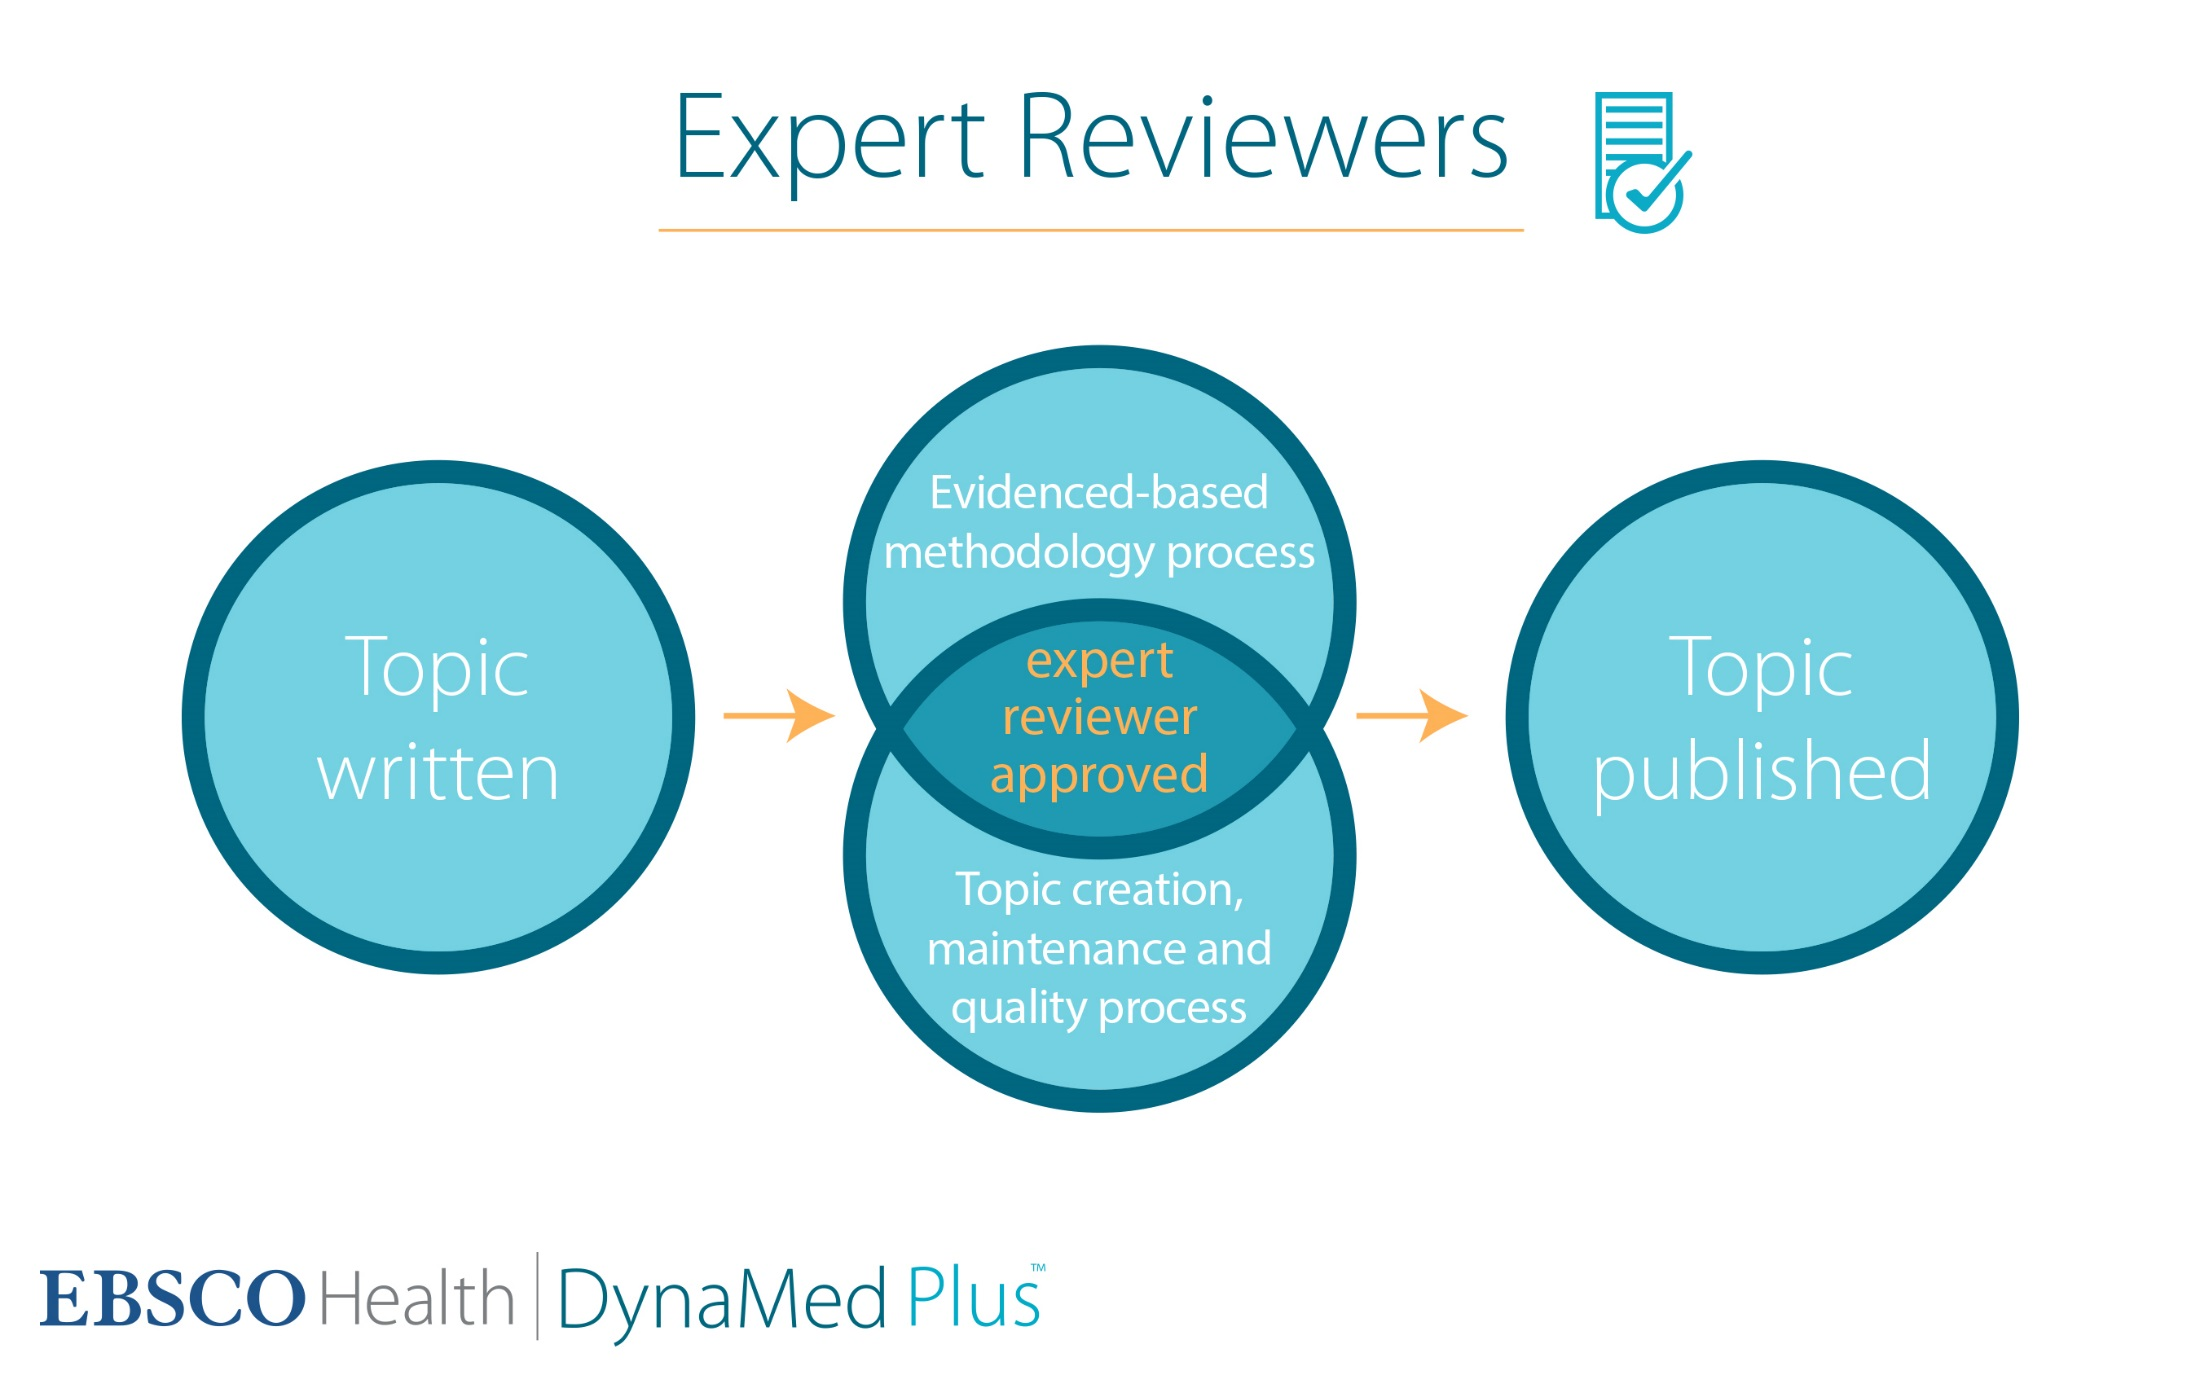 Expert Reviewers
Topic
written
Evidenced-based
methodology process
expert
reviewer
approved
Topic creation,
maintenance and
quality process
Topic
published
EBSCO Health | DynaMed Plus™